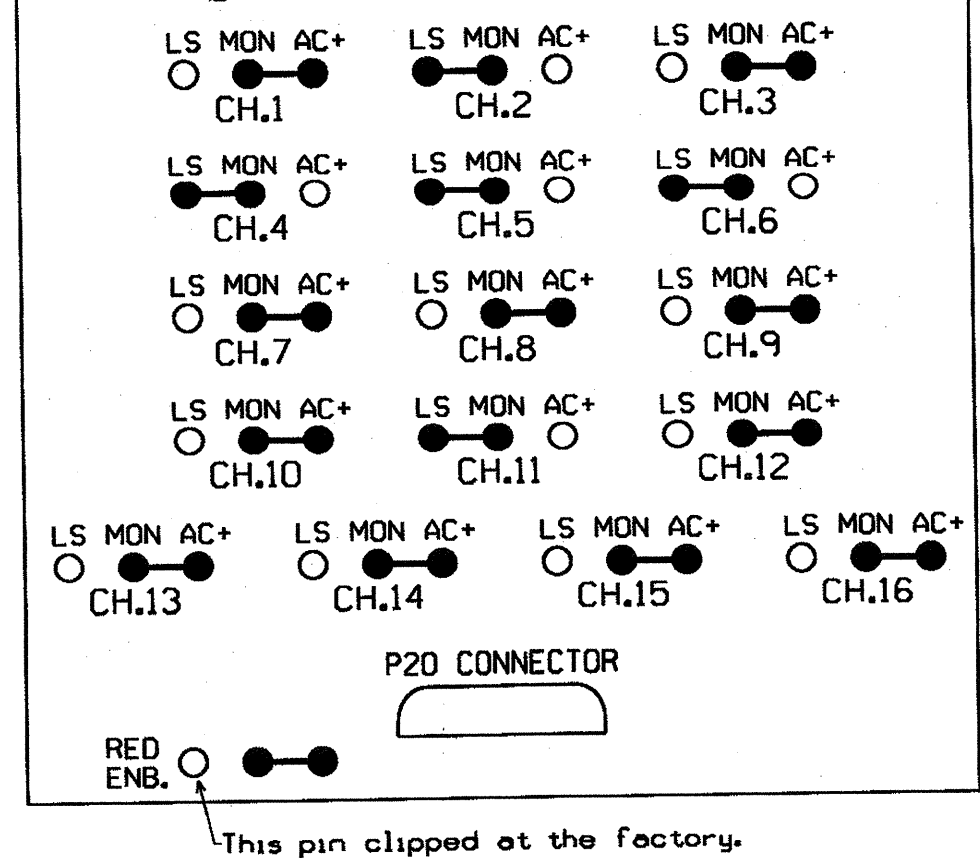 LS MON AC+ LS MON AC+ LS MON AC+
CH.1 CH.2 CH.3
LS MON AC+ LS MON AC+ LS MON AC+
CH.4 CH.5 CH.6
LS MON AC+ LS MON AC+ LS MON AC+
CH.7 CH.8 CH.9
LS MON AC+ LS MON AC+ LS MON AC+
CH.10 CH.11 CH.12
LS MON AC+ LS MON AC+ LS MON AC+ LS MON AC+
CH.13 CH.14 CH.15 CH.16
P20 CONNECTOR
RED
ENB.
This pin clipped at the factory.